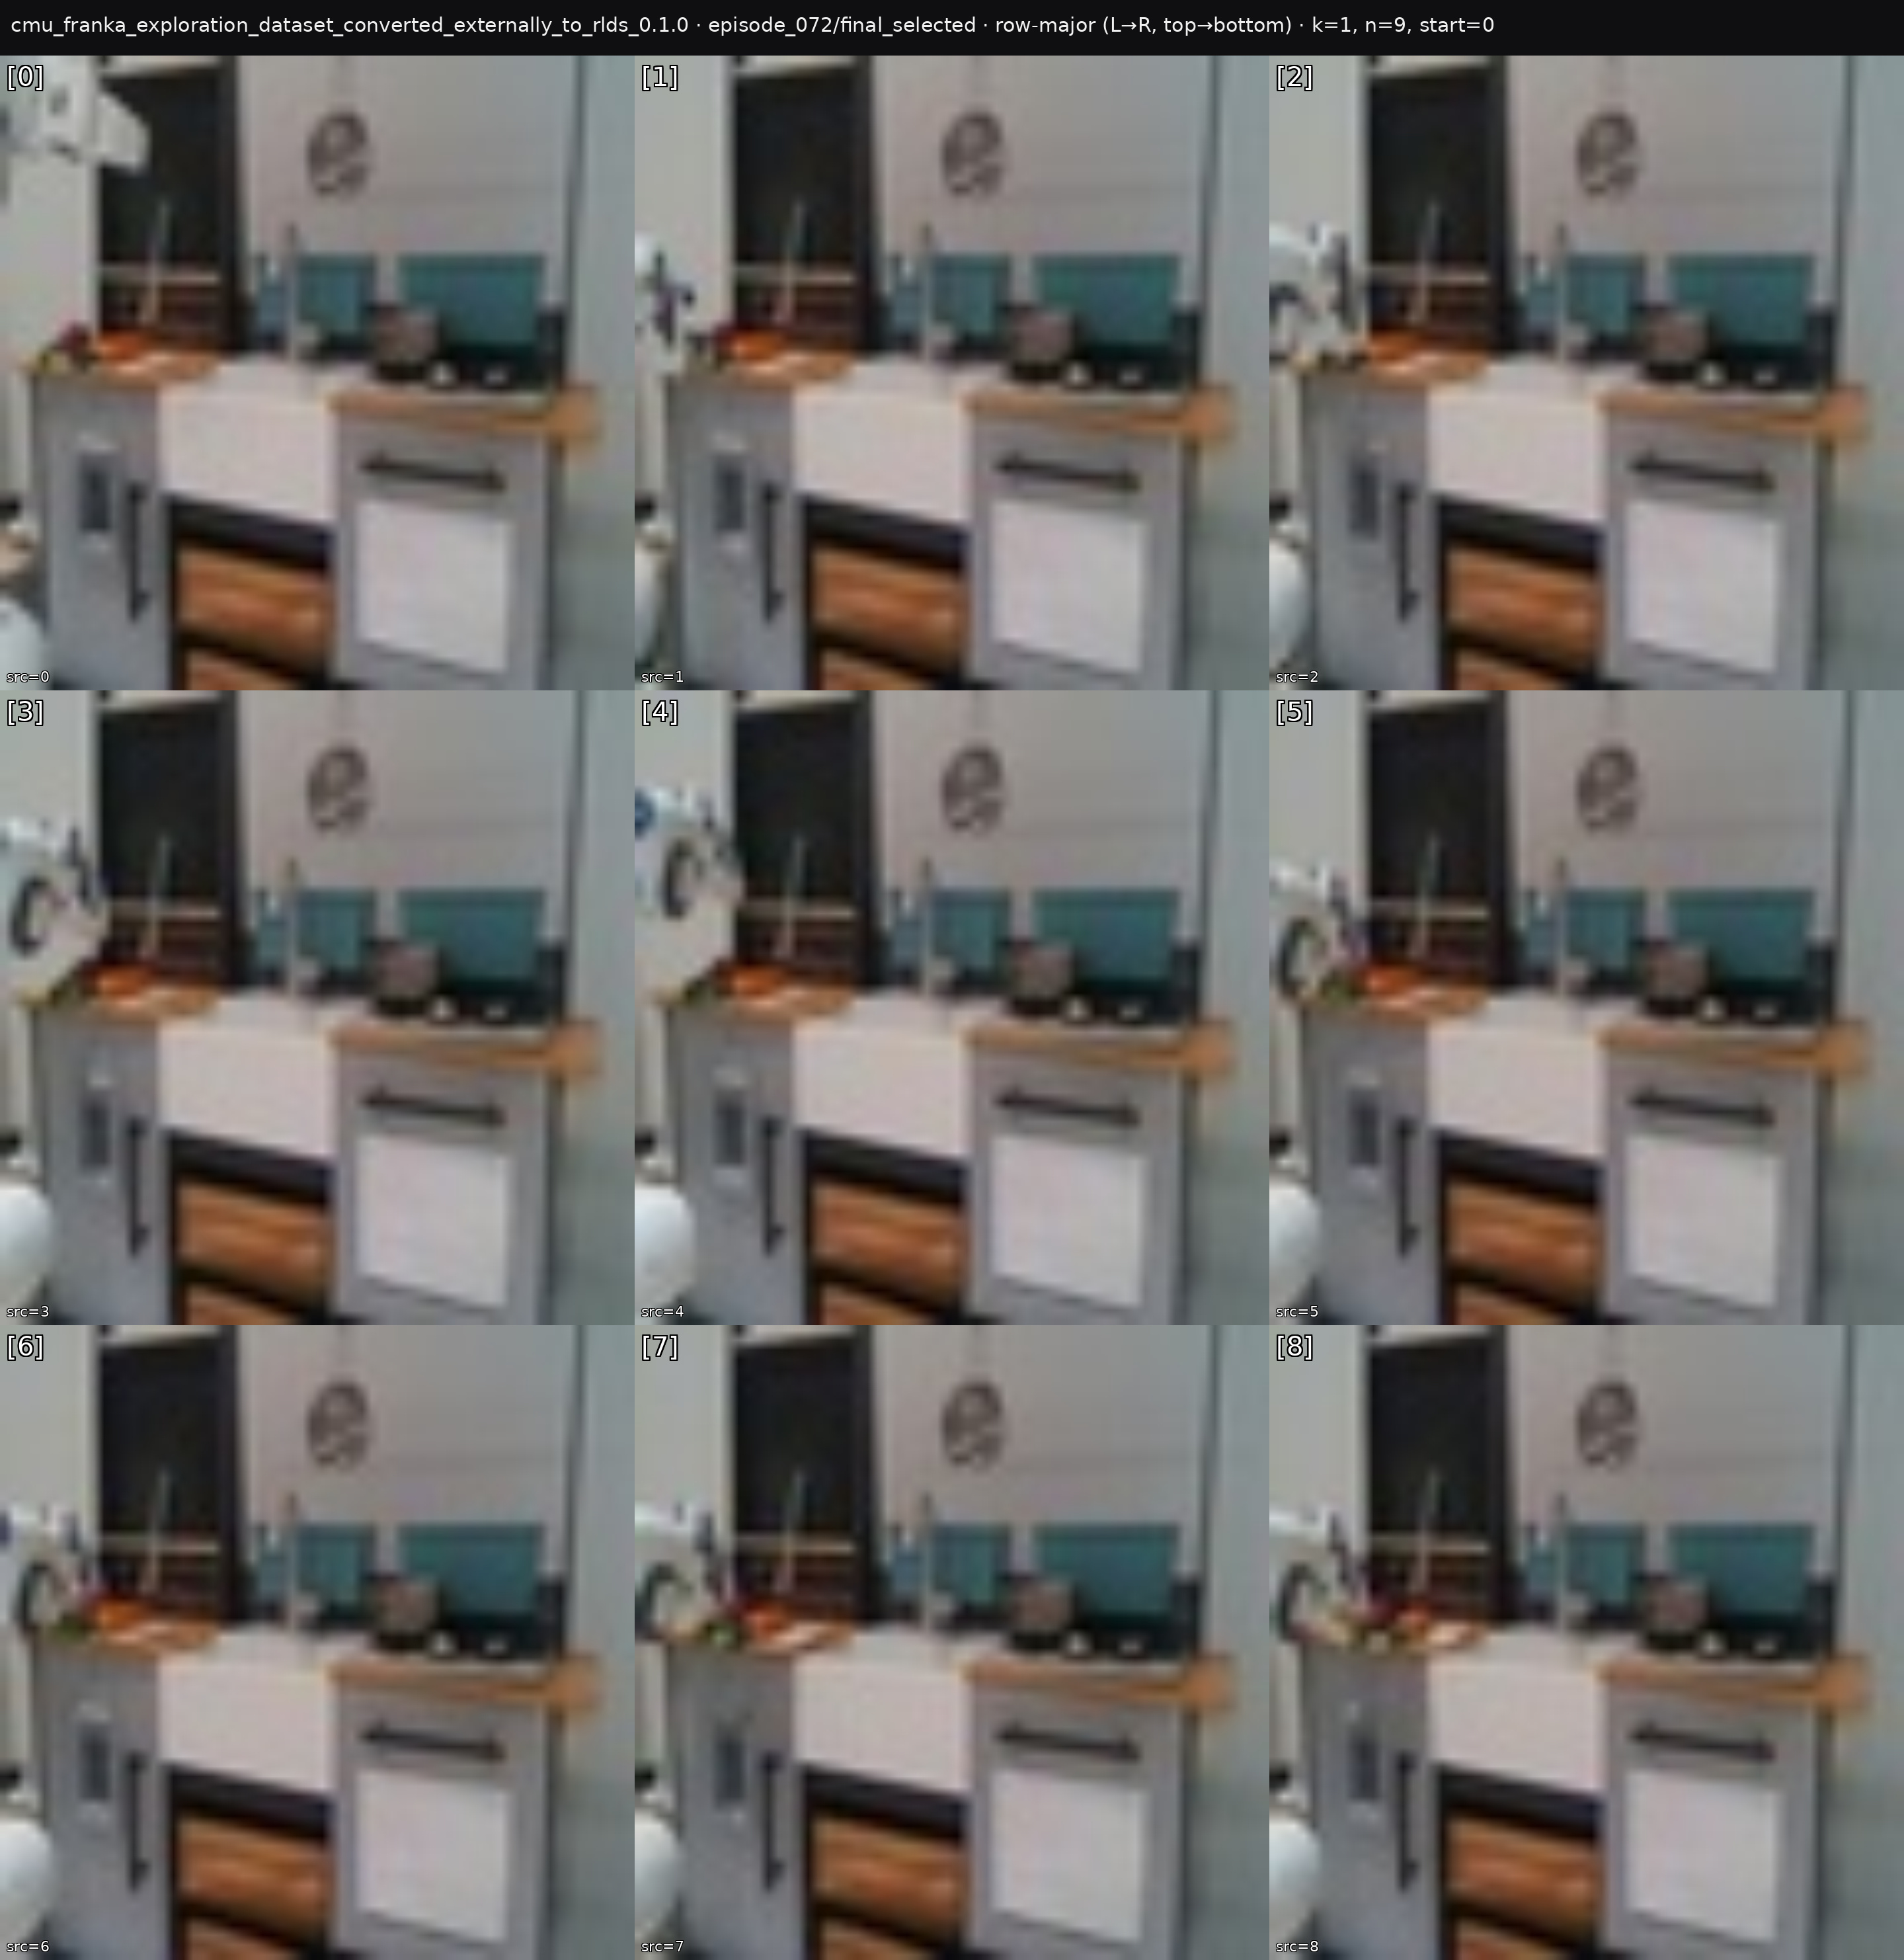 cmu_franka_exploration_dataset_converted_externally_to_rlds_0.1.0 · episode_072/final_selected · row-major (L→R, top→bottom) · k=1, n=9, start=0
[0]
[1]
[2]
src=0
src=1
src=2
[3]
[4]
[5]
src=3
src=4
src=5
[6]
[7]
[8]
src=6
src=7
src=8